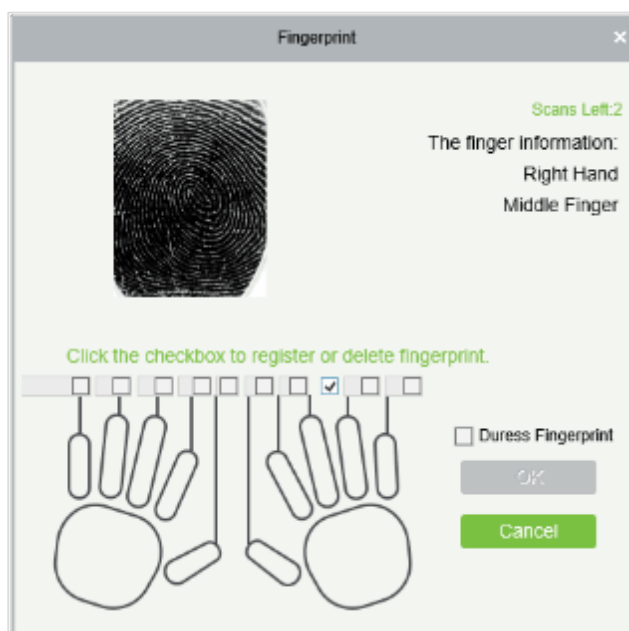 Fingerprint
Scans Left:2
The finger information:
Right Hand
Middle Finger
Click the checkbox to register or delete fingerprint.
Duress Fingerprint
OK
Cancel